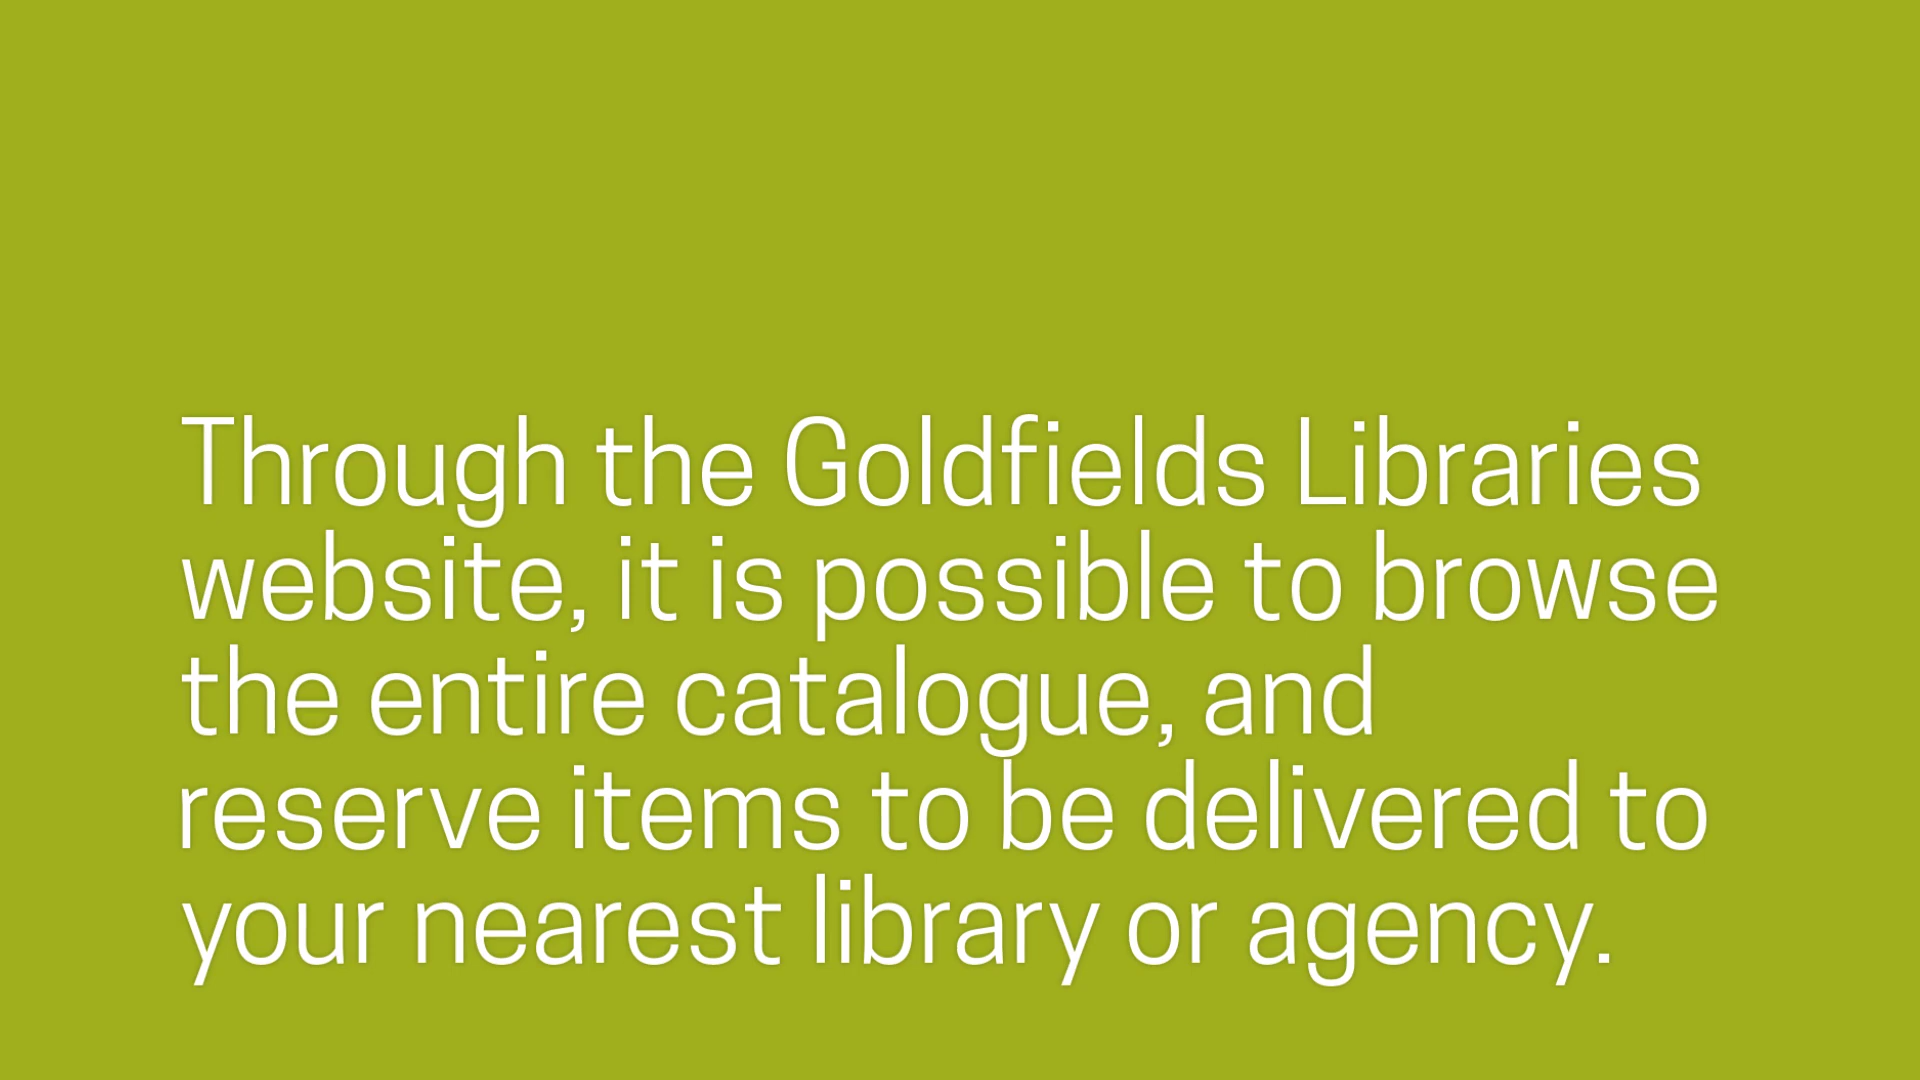 Through the Goldfields Libraries
website, it is possible to browse
the entire catalogue, and
reserve items to be delivered to
your nearest library or agency.